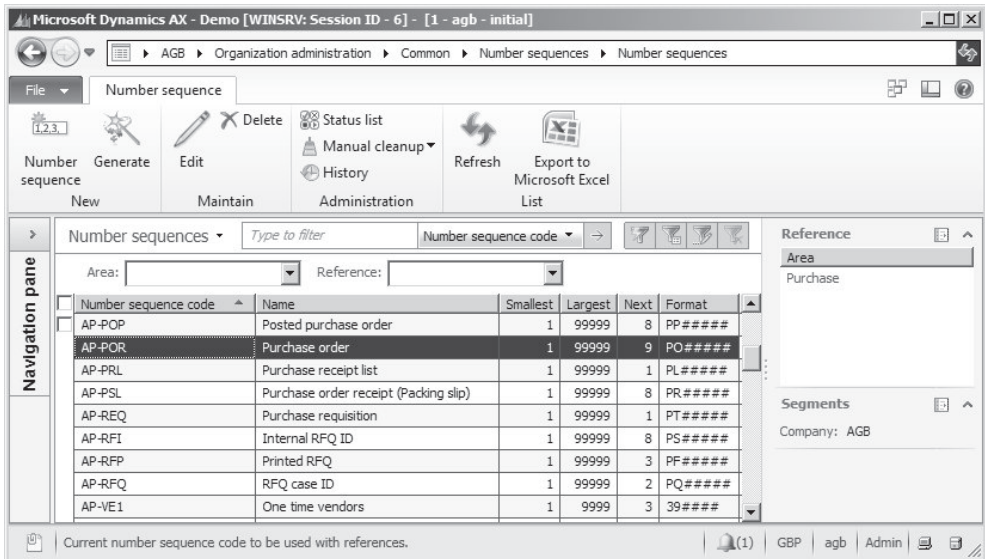 Microsoft Dynamics AX - Demo [WINSRV: Session ID - 6] - [1 - agb - initial]
AGB Organization administration Common Number sequences Number sequences
File Number sequence
1,2,3, Number sequence Generate Edit Delete Status list Manual cleanup History Refresh Export to Microsoft Excel
New Maintain Administration List
Navigation pane
Number sequences Type to filter Number sequence code
Area: Reference:
Number sequence code Name Smallest Largest Next Format
AP-POP Posted purchase order 1 99999 8 PP#####
AP-POR Purchase order 1 99999 9 PO#####
AP-PRL Purchase receipt list 1 99999 1 PL#####
AP-PSL Purchase order receipt (Packing slip) 1 99999 8 PR#####
AP-REQ Purchase requisition 1 99999 1 PT#####
AP-RFI Internal RFQ ID 1 99999 8 PS#####
AP-RFP Printed RFQ 1 99999 3 PF#####
AP-RFQ RFQ case ID 1 99999 2 PQ#####
AP-VE1 One time vendors 1 9999 3 39####
Reference
Area
Purchase
Segments
Company: AGB
Current number sequence code to be used with references. (1) GBP agb Admin